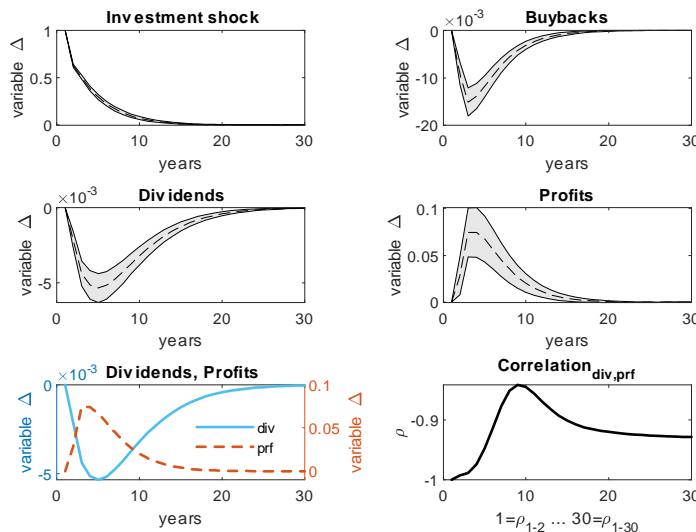 Investment shock
1
0.5
0
variable Δ
0 10 20 30
years
Buybacks
×10⁻³
0
-10
-20
variable Δ
0 10 20 30
years
Dividends
×10⁻³
0
-5
variable Δ
0 10 20 30
years
Profits
0.1
0.05
0
variable Δ
0 10 20 30
years
Dividends, Profits
×10⁻³
0
-5
variable Δ
0.1
0.05
0
variable Δ
div
prf
0 10 20 30
years
Correlation_div,prf
-0.9
-1
ρ
0 10 20 30
1=ρ_1-2 ... 30=ρ_1-30